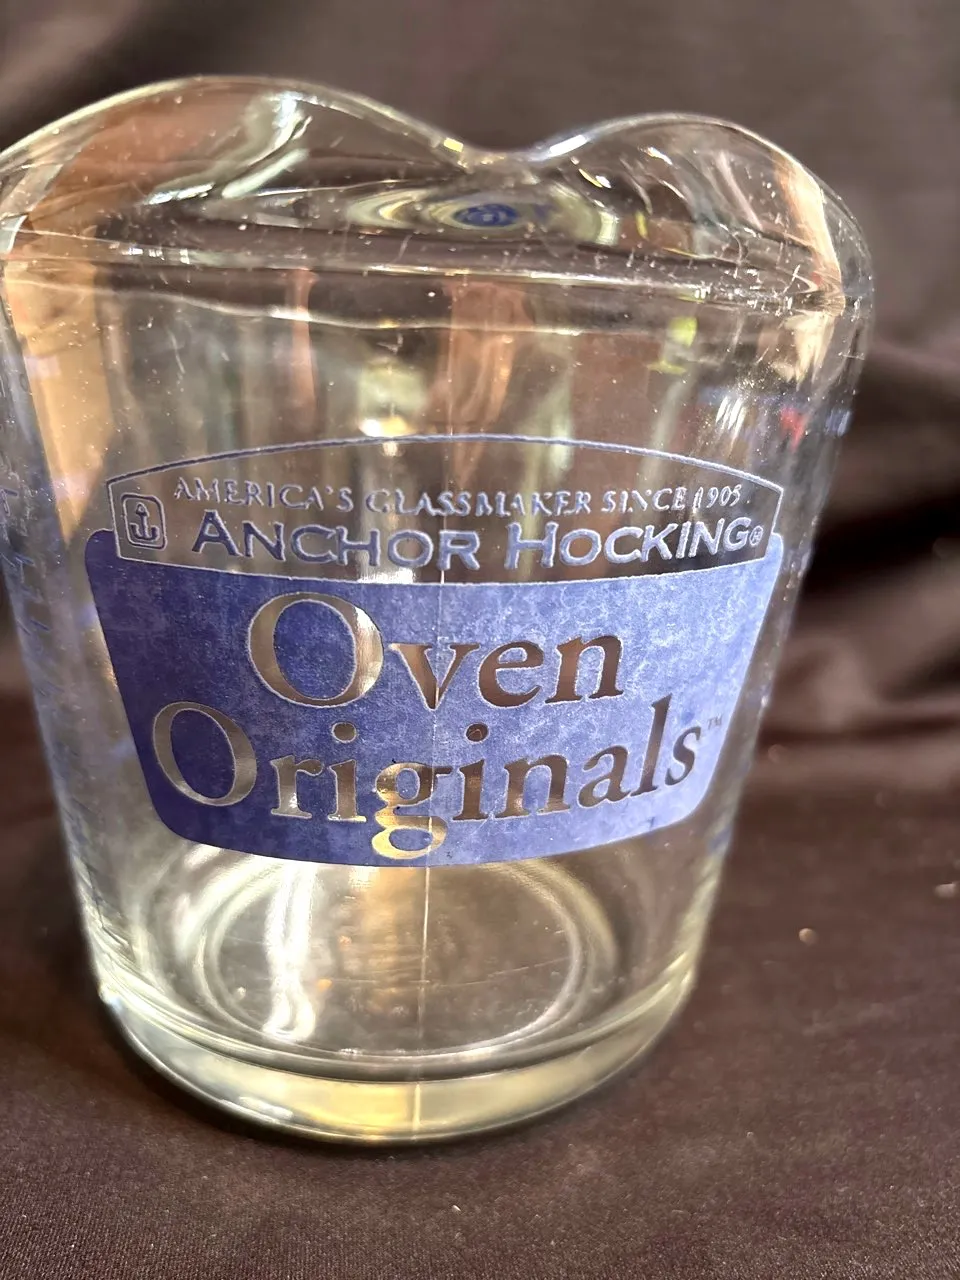 AMERICA'S GLASSMAKER SINCE 1905
ANCHOR HOCKING®
Oven
Originals™